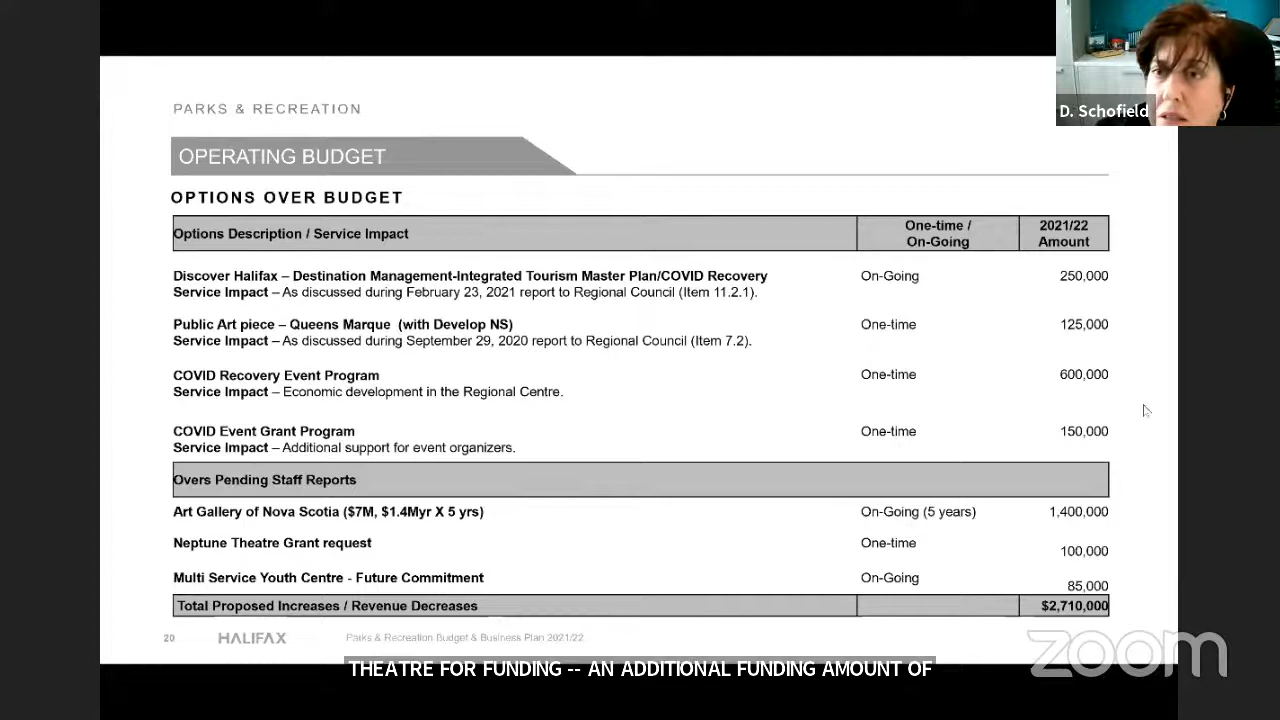 D. Schofield
PARKS & RECREATION
OPERATING BUDGET
OPTIONS OVER BUDGET
Options Description / Service Impact
One-time /
On-Going
2021/22
Amount
Discover Halifax – Destination Management-Integrated Tourism Master Plan/COVID Recovery On-Going 250,000
Service Impact – As discussed during February 23, 2021 report to Regional Council (Item 11.2.1).
Public Art piece – Queens Marque (with Develop NS) One-time 125,000
Service Impact – As discussed during September 29, 2020 report to Regional Council (Item 7.2).
COVID Recovery Event Program One-time 600,000
Service Impact – Economic development in the Regional Centre.
COVID Event Grant Program One-time 150,000
Service Impact – Additional support for event organizers.
Overs Pending Staff Reports
Art Gallery of Nova Scotia ($7M, $1.4Myr X 5 yrs) On-Going (5 years) 1,400,000
Neptune Theatre Grant request One-time 100,000
Multi Service Youth Centre - Future Commitment On-Going 85,000
Total Proposed Increases / Revenue Decreases $2,710,000
20 HALIFAX Parks & Recreation Budget & Business Plan 2021/22
zoom
THEATRE FOR FUNDING -- AN ADDITIONAL FUNDING AMOUNT OF